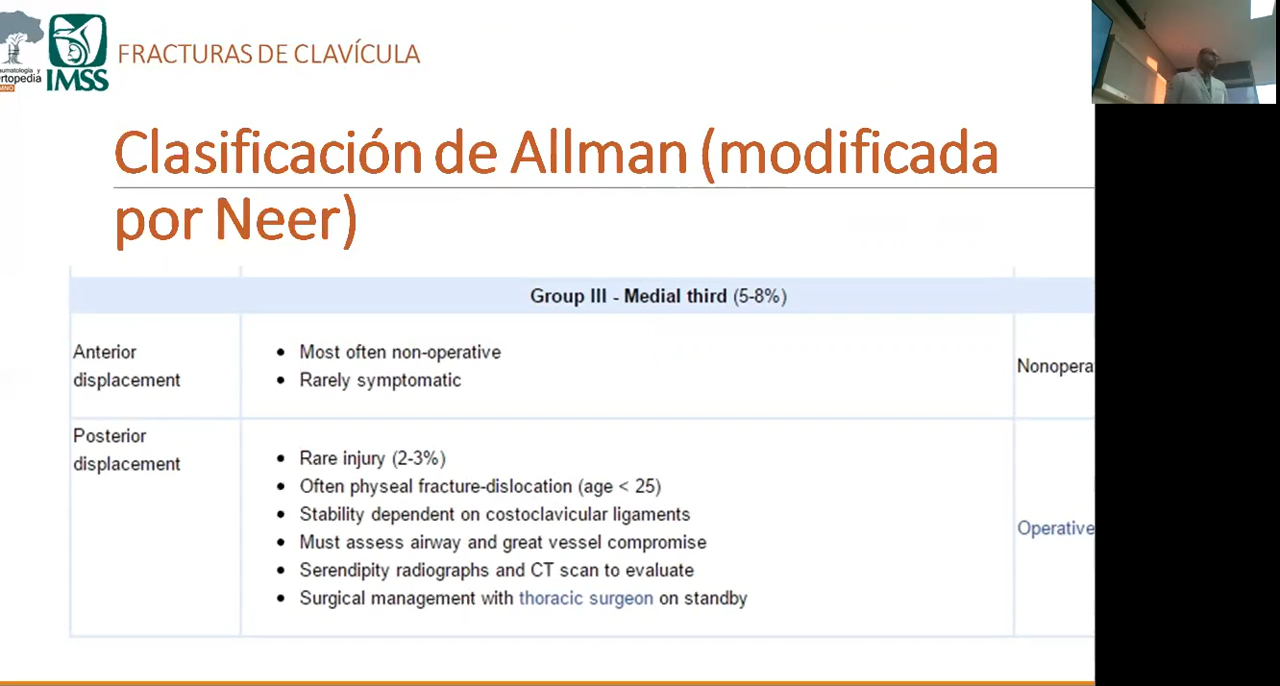 FRACTURAS DE CLAVÍCULA
IMSS
Clasificación de Allman (modificada
por Neer)
Group III - Medial third (5-8%)
Anterior
displacement
• Most often non-operative
• Rarely symptomatic
Nonopera
Posterior
displacement
• Rare injury (2-3%)
• Often physeal fracture-dislocation (age < 25)
• Stability dependent on costoclavicular ligaments
• Must assess airway and great vessel compromise
• Serendipity radiographs and CT scan to evaluate
• Surgical management with thoracic surgeon on standby
Operative